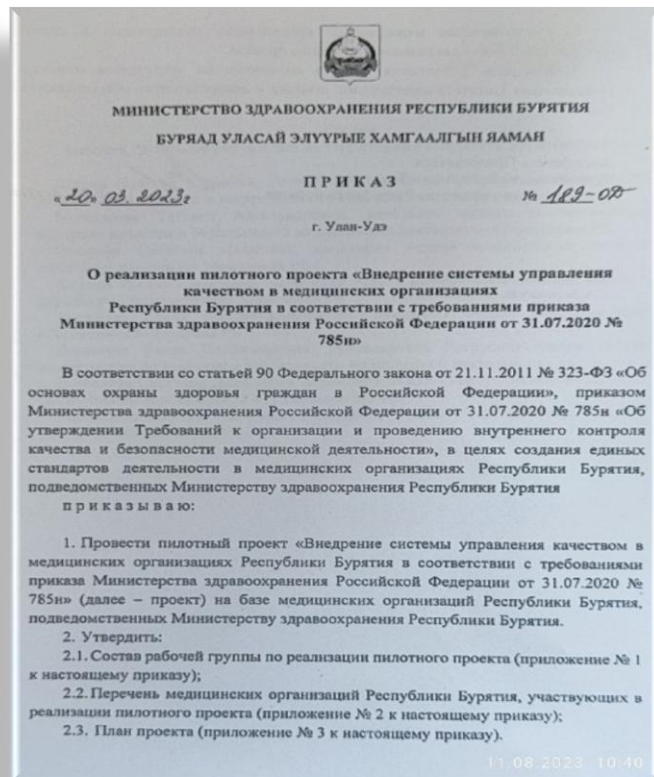 МИНИСТЕРСТВО ЗДРАВООХРАНЕНИЯ РЕСПУБЛИКИ БУРЯТИЯ
БУРЯАД УЛАСАЙ ЭЛҮҮРЫЕ ХАМГААЛГЫН ЯАМАН
П Р И К А З
«20» 03. 2023г № 189-ОД
г. Улан-Удэ
О реализации пилотного проекта «Внедрение системы управления
качеством в медицинских организациях
Республики Бурятия в соответствии с требованиями приказа
Министерства здравоохранения Российской Федерации от 31.07.2020 №
785н»
В соответствии со статьей 90 Федерального закона от 21.11.2011 № 323-ФЗ «Об
основах охраны здоровья граждан в Российской Федерации», приказом
Министерства здравоохранения Российской Федерации от 31.07.2020 № 785н «Об
утверждении Требований к организации и проведению внутреннего контроля
качества и безопасности медицинской деятельности», в целях создания единых
стандартов деятельности в медицинских организациях Республики Бурятия,
подведомственных Министерству здравоохранения Республики Бурятия
п р и к а з ы в а ю:
1. Провести пилотный проект «Внедрение системы управления качеством в
медицинских организациях Республики Бурятия в соответствии с требованиями
приказа Министерства здравоохранения Российской Федерации от 31.07.2020 №
785н» (далее – проект) на базе медицинских организаций Республики Бурятия,
подведомственных Министерству здравоохранения Республики Бурятия.
2. Утвердить:
2.1. Состав рабочей группы по реализации пилотного проекта (приложение № 1
к настоящему приказу);
2.2. Перечень медицинских организаций Республики Бурятия, участвующих в
реализации пилотного проекта (приложение № 2 к настоящему приказу);
2.3. План проекта (приложение № 3 к настоящему приказу).
11.08.2023 10:40